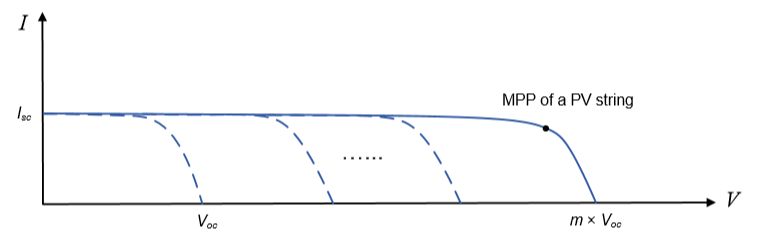 I
MPP of a PV string
Isc
......
V
Voc
m × Voc